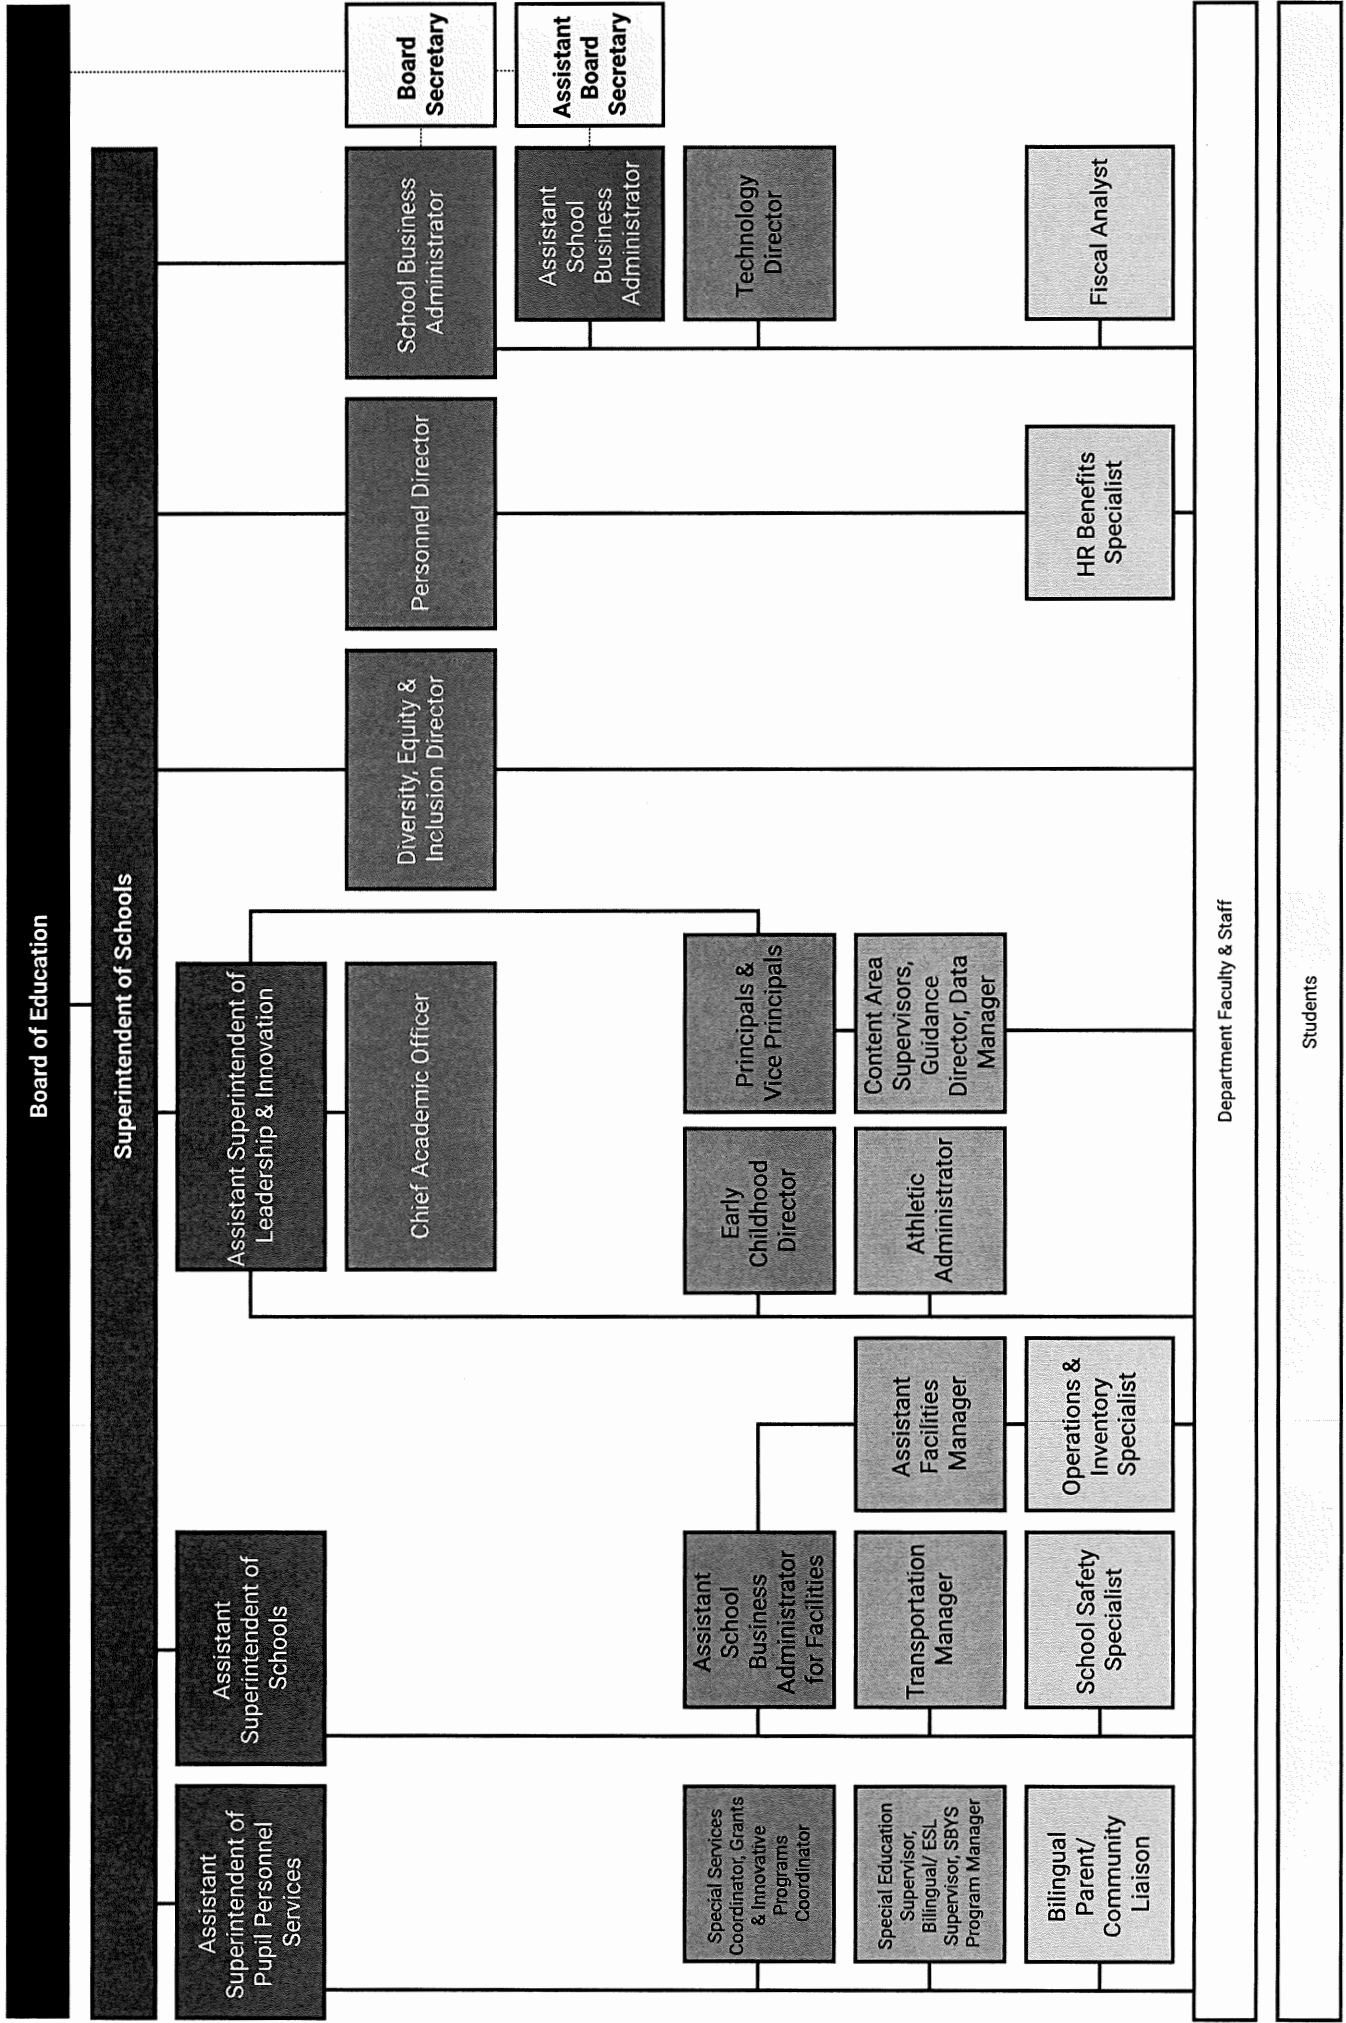 Board of Education
Superintendent of Schools
Assistant
Superintendent of
Pupil Personnel
Services
Assistant
Superintendent of
Schools
Assistant Superintendent of
Leadership & Innovation
Chief Academic Officer
Diversity, Equity &
Inclusion Director
Personnel Director
School Business
Administrator
Board
Secretary
Assistant
School
Business
Administrator
Assistant
Board
Secretary
Special Services
Coordinator, Grants
& Innovative
Programs
Coordinator
Assistant
School
Business
Administrator
for Facilities
Early
Childhood
Director
Principals &
Vice Principals
Technology
Director
Special Education
Supervisor,
Bilingual/ ESL
Supervisor, SBYS
Program Manager
Transportation
Manager
Assistant
Facilities
Manager
Athletic
Administrator
Content Area
Supervisors,
Guidance
Director, Data
Manager
Bilingual
Parent/
Community
Liaison
School Safety
Specialist
Operations &
Inventory
Specialist
HR Benefits
Specialist
Fiscal Analyst
Department Faculty & Staff
Students